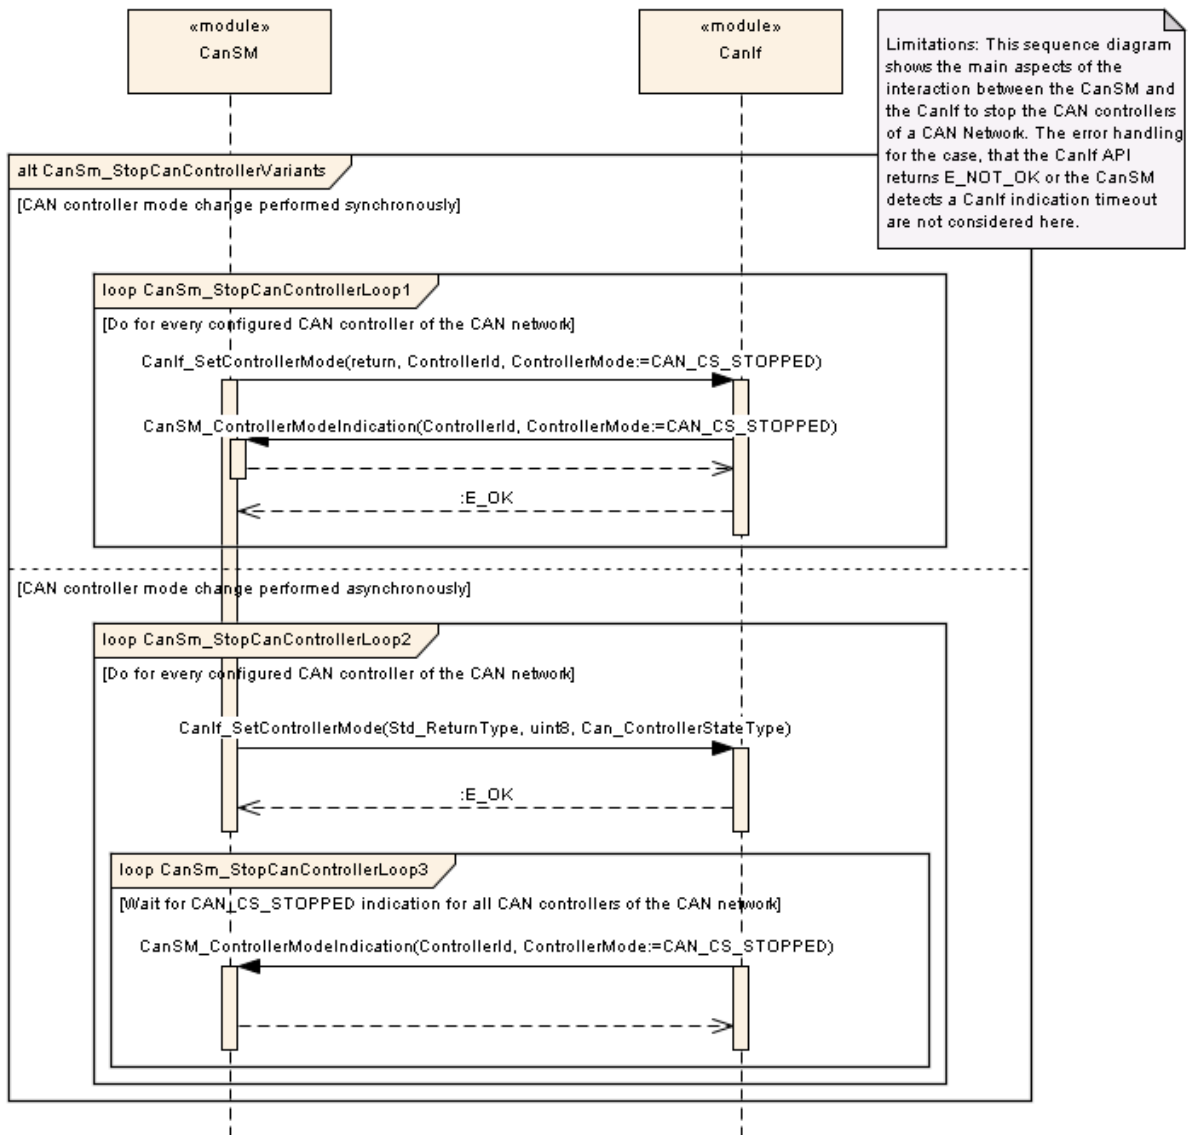 «module»
CanSM
«module»
CanIf
Limitations: This sequence diagram
shows the main aspects of the
interaction between the CanSM and
the CanIf to stop the CAN controllers
of a CAN Network. The error handling
for the case, that the CanIf API
returns E_NOT_OK or the CanSM
detects a CanIf indication timeout
are not considered here.
alt CanSm_StopCanControllerVariants
[CAN controller mode change performed synchronously]
loop CanSm_StopCanControllerLoop1
[Do for every configured CAN controller of the CAN network]
CanIf_SetControllerMode(return, ControllerId, ControllerMode:=CAN_CS_STOPPED)
CanSM_ControllerModeIndication(ControllerId, ControllerMode:=CAN_CS_STOPPED)
:E_OK
[CAN controller mode change performed asynchronously]
loop CanSm_StopCanControllerLoop2
[Do for every configured CAN controller of the CAN network]
CanIf_SetControllerMode(Std_ReturnType, uint8, Can_ControllerStateType)
:E_OK
loop CanSm_StopCanControllerLoop3
[Wait for CAN_CS_STOPPED indication for all CAN controllers of the CAN network]
CanSM_ControllerModeIndication(ControllerId, ControllerMode:=CAN_CS_STOPPED)